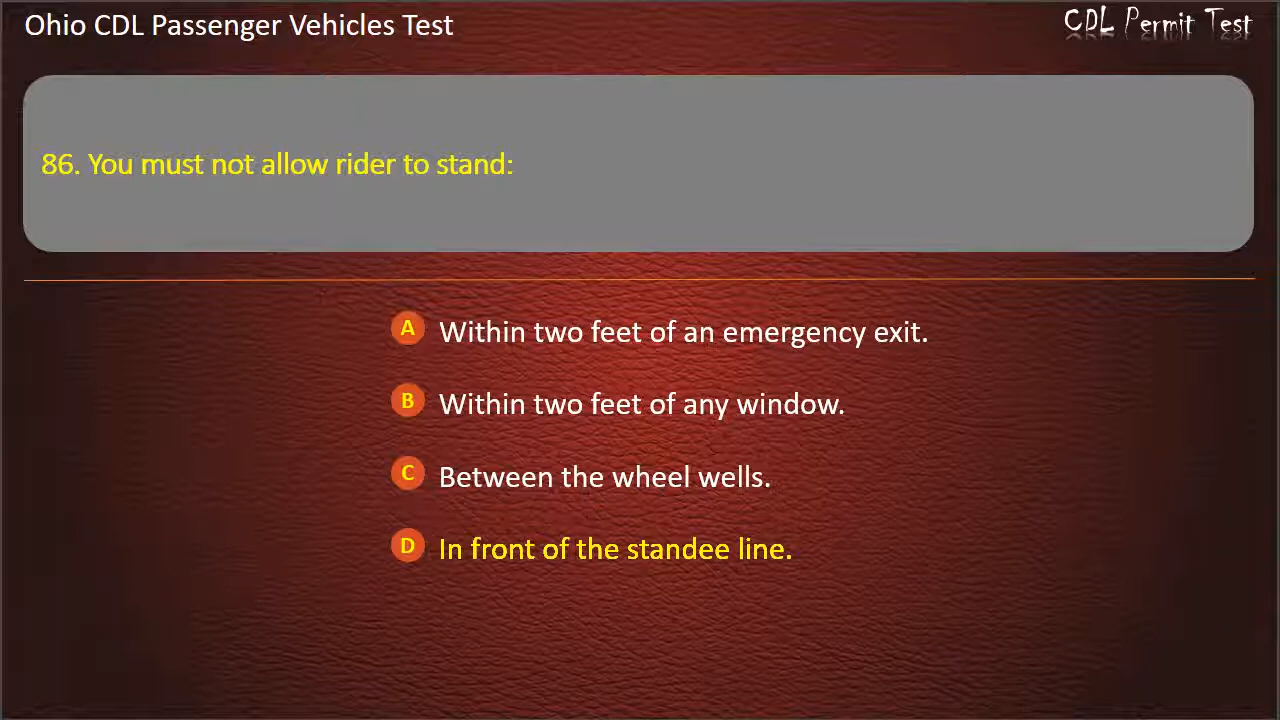 Ohio CDL Passenger Vehicles Test
CDL Permit Test
86. You must not allow rider to stand:
A Within two feet of an emergency exit.
B Within two feet of any window.
C Between the wheel wells.
D In front of the standee line.